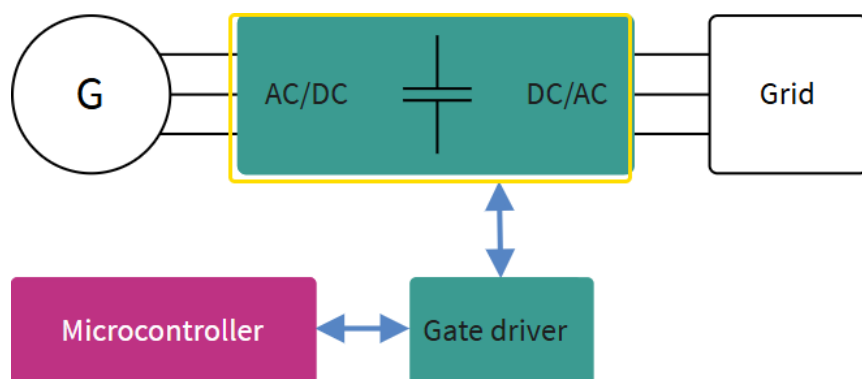 G
AC/DC
DC/AC
Grid
Microcontroller
Gate driver